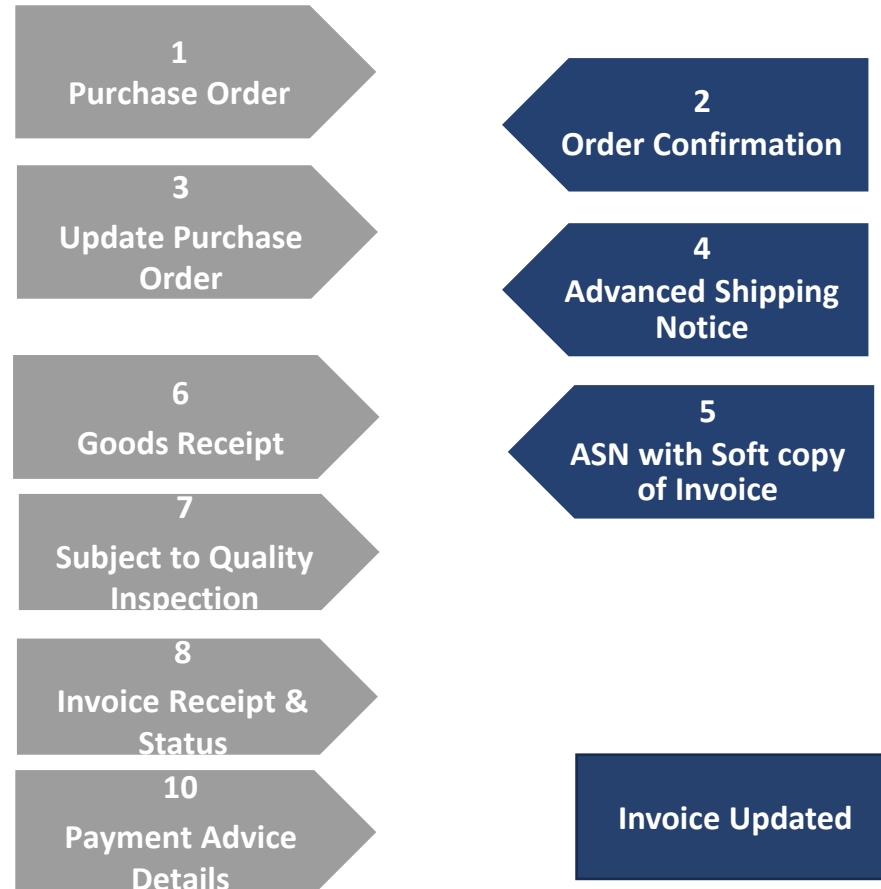 1
Purchase Order
2
Order Confirmation
3
Update Purchase
Order
4
Advanced Shipping
Notice
6
Goods Receipt
5
ASN with Soft copy
of Invoice
7
Subject to Quality
Inspection
8
Invoice Receipt &
Status
10
Payment Advice
Details
Invoice Updated